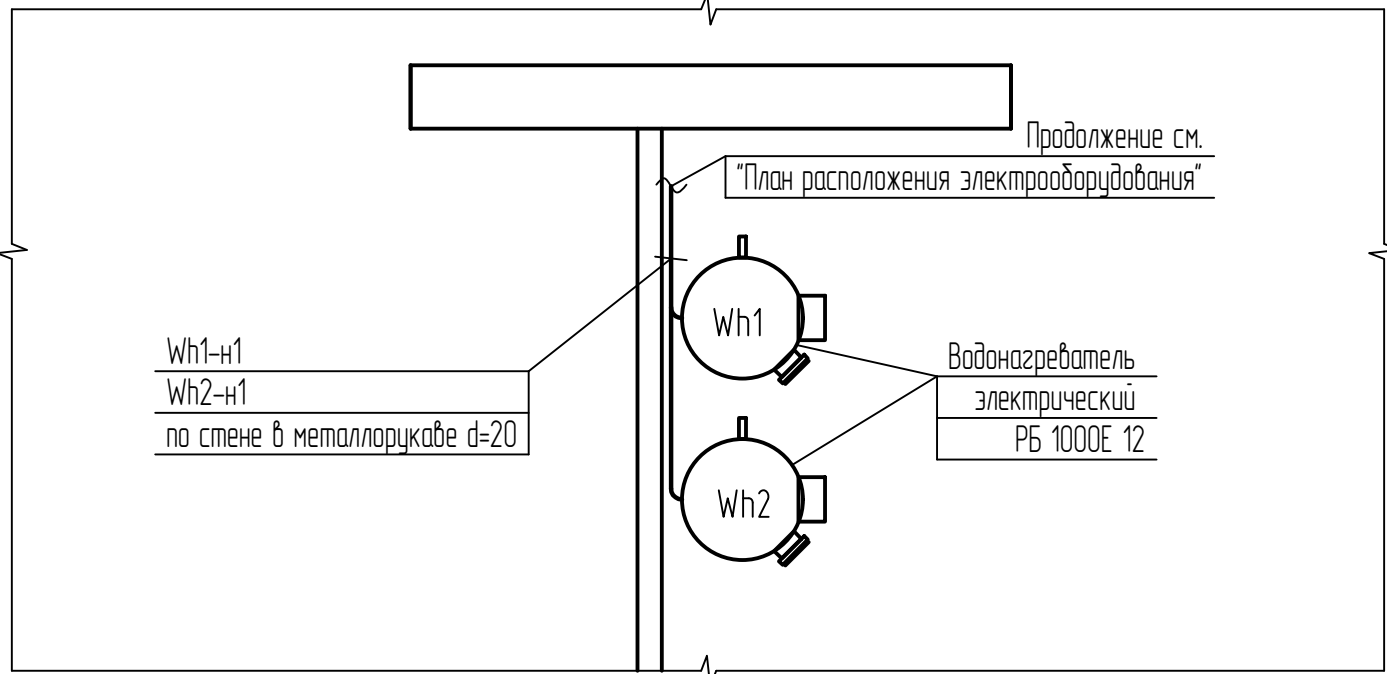 Продолжение см.
"План расположения электрооборудования"
Wh1
Wh1-н1
Wh2-н1
по стене в металлорукаве d=20
Водонагреватель
электрический
РБ 1000Е 12
Wh2